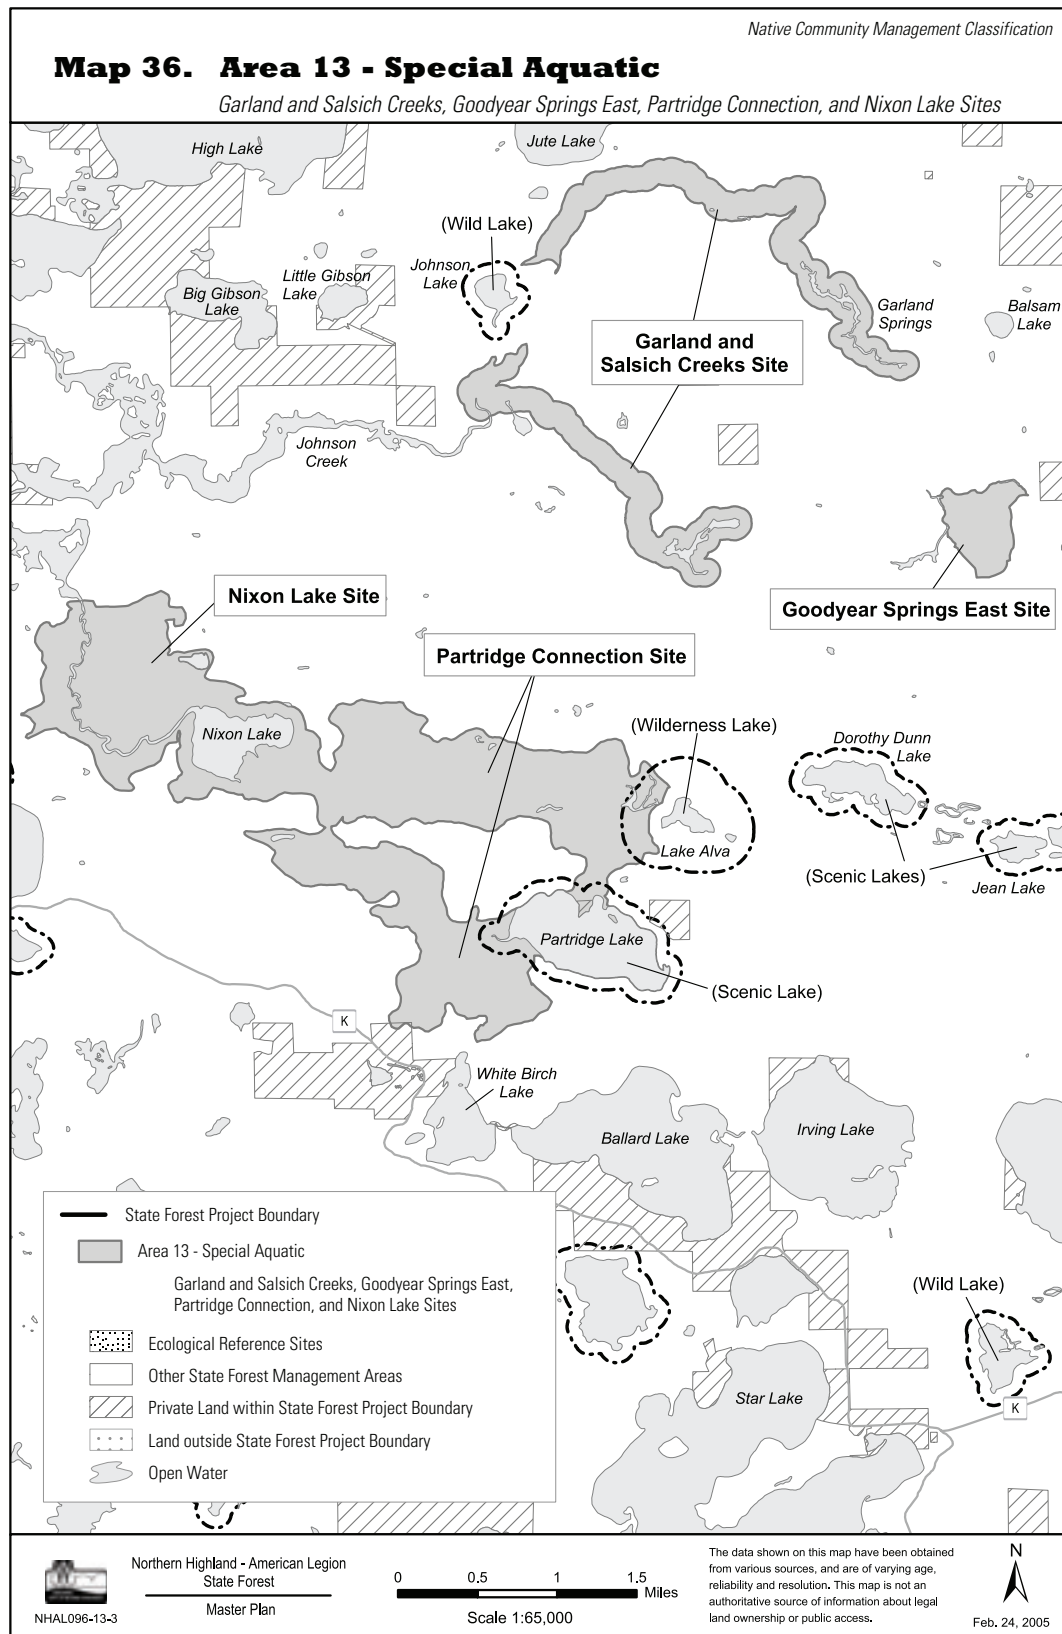 Native Community Management Classification
Map 36. Area 13 - Special Aquatic
Garland and Salsich Creeks, Goodyear Springs East, Partridge Connection, and Nixon Lake Sites
High Lake
Jute Lake
(Wild Lake)
Johnson
Lake
Little Gibson
Lake
Big Gibson
Lake
Garland
Springs
Balsam
Lake
Garland and
Salsich Creeks Site
Johnson
Creek
Nixon Lake Site
Goodyear Springs East Site
Partridge Connection Site
(Wilderness Lake)
Nixon Lake
Dorothy Dunn
Lake
Lake Alva
(Scenic Lakes)
Jean Lake
Partridge Lake
(Scenic Lake)
K
White Birch
Lake
Ballard Lake
Irving Lake
(Wild Lake)
Star Lake
K
State Forest Project Boundary
Area 13 - Special Aquatic
Garland and Salsich Creeks, Goodyear Springs East,
Partridge Connection, and Nixon Lake Sites
Ecological Reference Sites
Other State Forest Management Areas
Private Land within State Forest Project Boundary
Land outside State Forest Project Boundary
Open Water
NHAL096-13-3
Northern Highland - American Legion
State Forest
Master Plan
0 0.5 1 1.5
Miles
Scale 1:65,000
The data shown on this map have been obtained
from various sources, and are of varying age,
reliability and resolution. This map is not an
authoritative source of information about legal
land ownership or public access.
N
Feb. 24, 2005